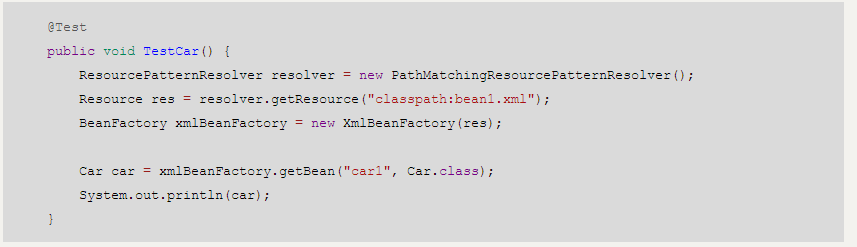 @Test
public void TestCar() {
ResourcePatternResolver resolver = new PathMatchingResourcePatternResolver();
Resource res = resolver.getResource("classpath:bean1.xml");
BeanFactory xmlBeanFactory = new XmlBeanFactory(res);
Car car = xmlBeanFactory.getBean("car1", Car.class);
System.out.println(car);
}